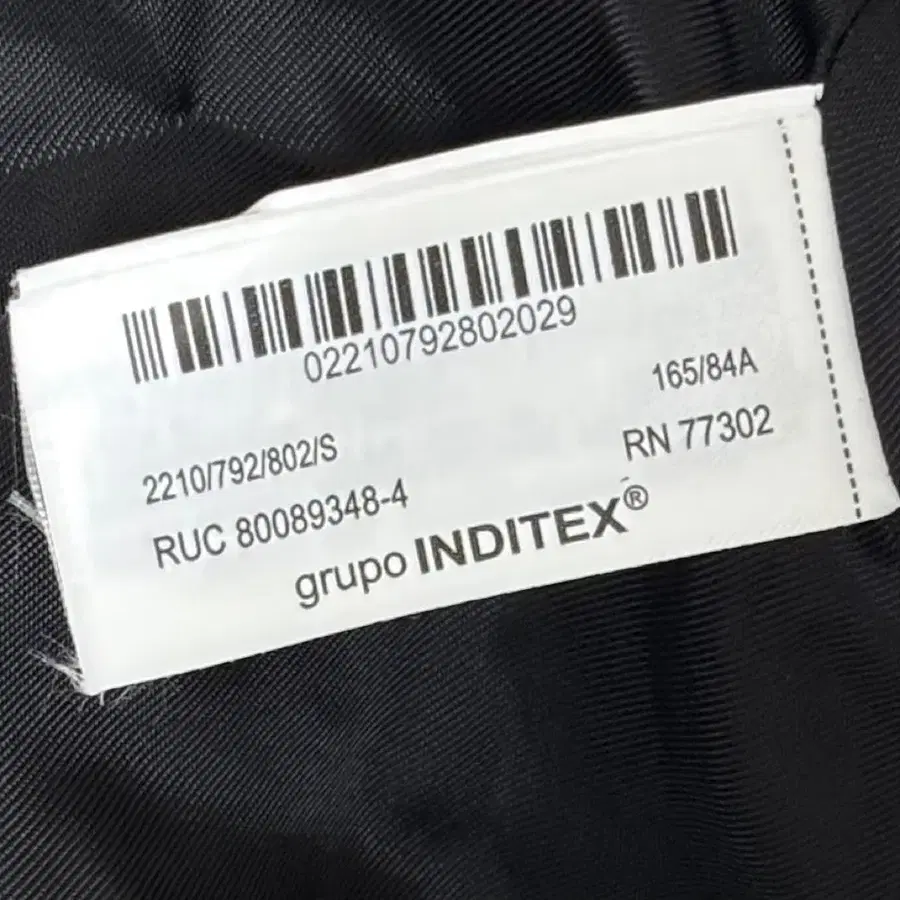 02210792802029
165/84A
2210/792/802/S
RN 77302
RUC 80089348-4
grupo INDITEX®